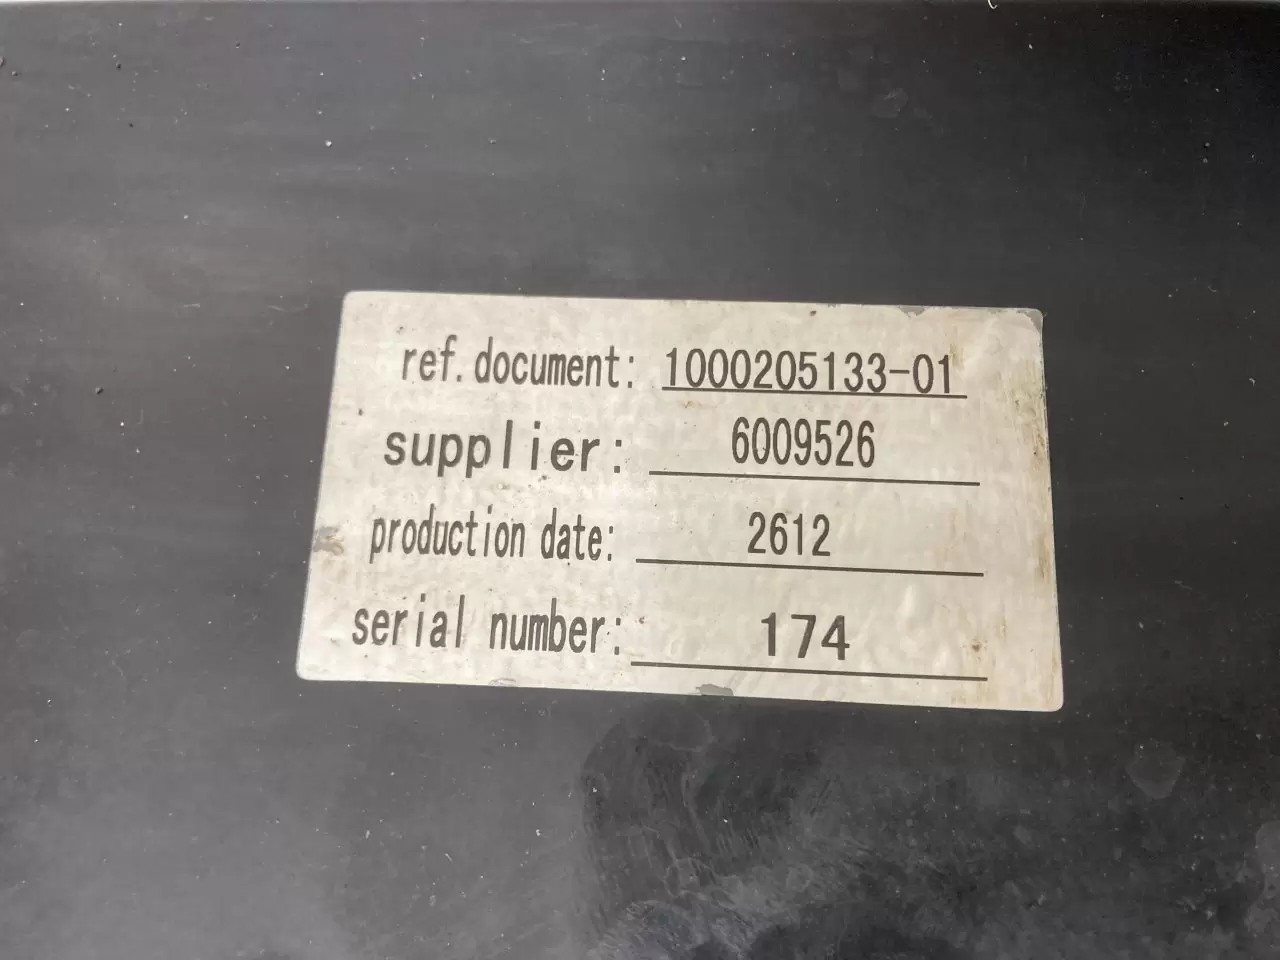 ref.document: 1000205133-01
supplier: 6009526
production date: 2612
serial number: 174